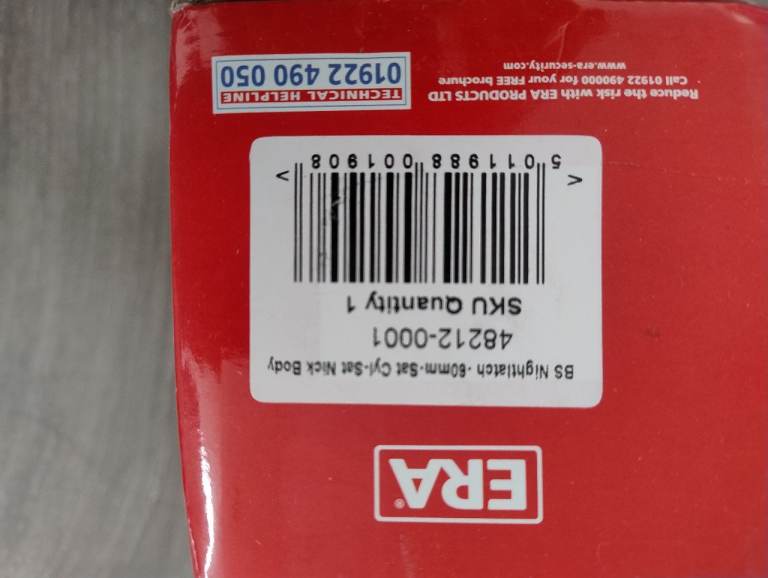 ERA®
BS Nightlatch -60mm-Sat Cyl-Sat Nick Body
48212-0001
SKU Quantity 1
5 011988 001908 >
Reduce the risk with ERA PRODUCTS LTD
Call 01922 490000 for your FREE brochure
www.era-security.com
TECHNICAL HELPLINE
01922 490 050